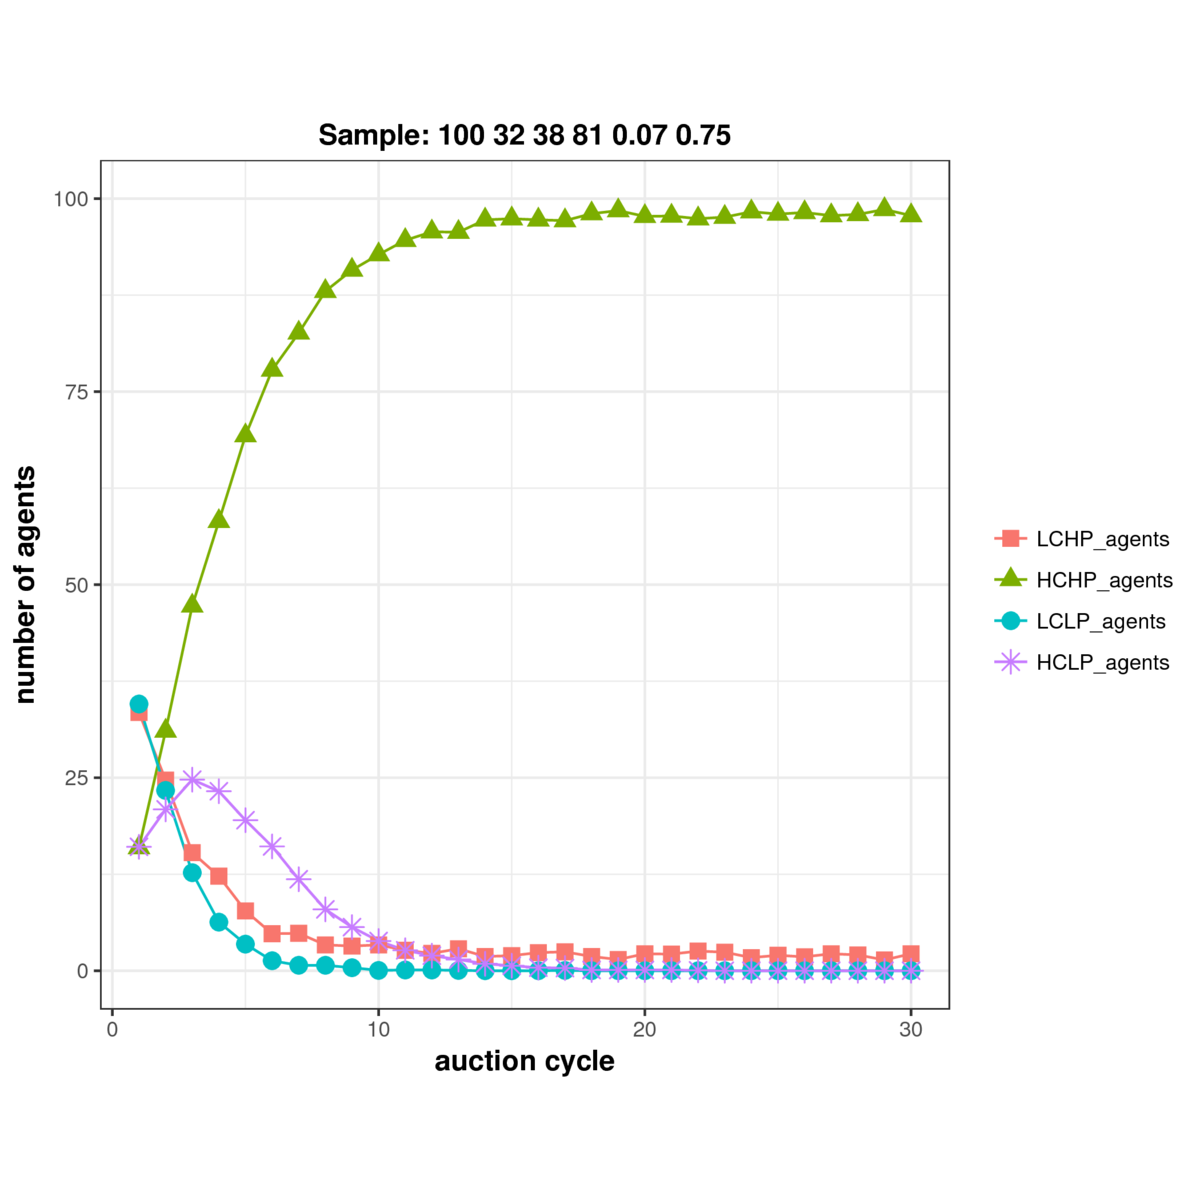 Sample: 100 32 38 81 0.07 0.75
100
75
50
25
0
number of agents
0 10 20 30
auction cycle
LCHP_agents
HCHP_agents
LCLP_agents
HCLP_agents